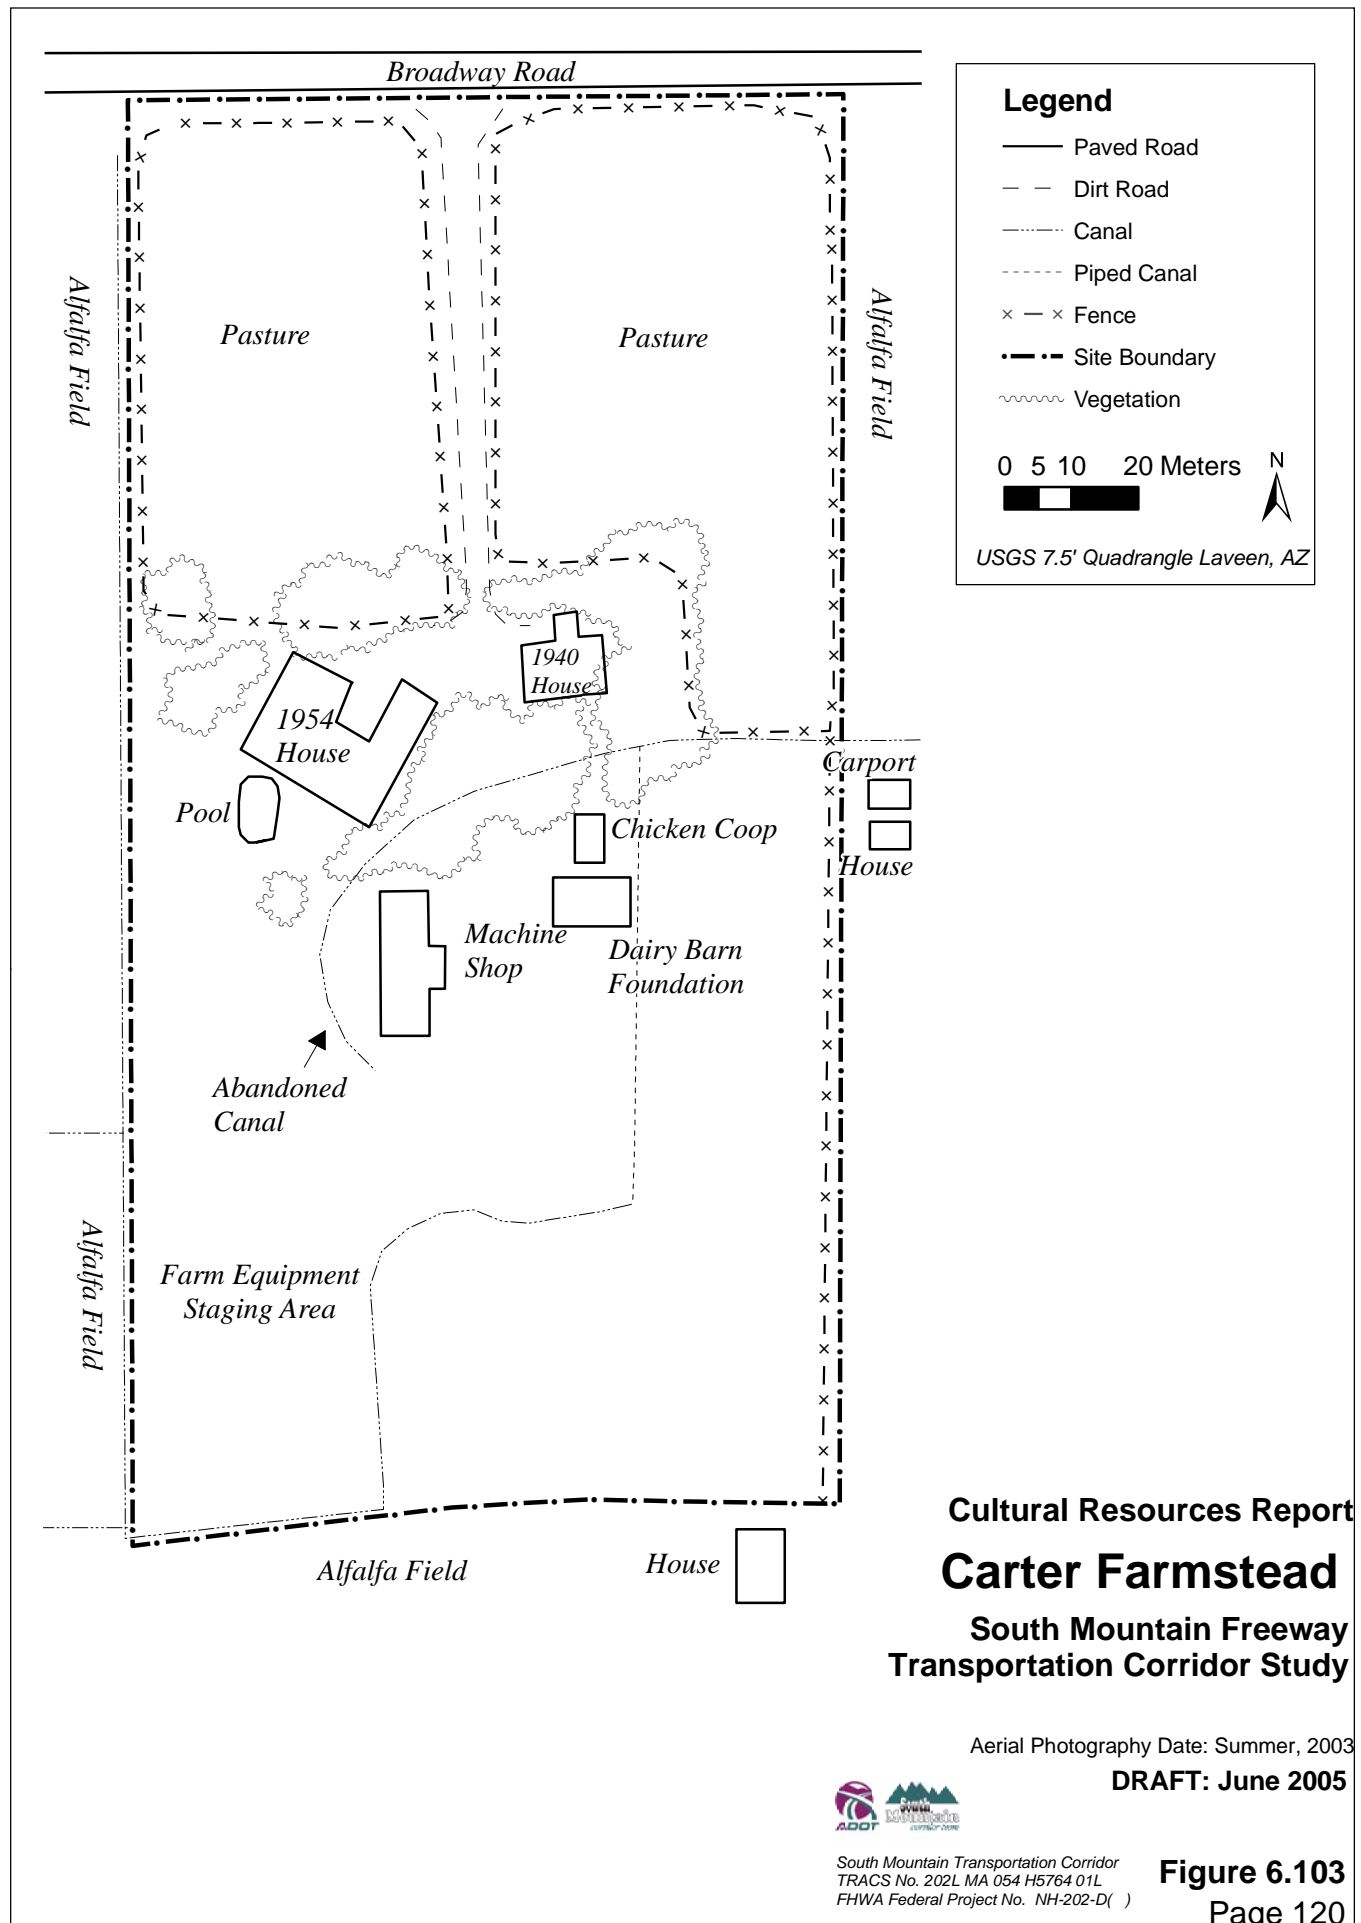 Broadway Road
Legend
Paved Road
Dirt Road
Canal
Piped Canal
Fence
Site Boundary
Vegetation
0 5 10 20 Meters
N
USGS 7.5' Quadrangle Laveen, AZ
Alfalfa Field
Pasture
Pasture
Alfalfa Field
1940
House
1954
House
Pool
Carport
House
Chicken Coop
Machine
Shop
Dairy Barn
Foundation
Abandoned
Canal
Alfalfa Field
Farm Equipment
Staging Area
Alfalfa Field
House
Cultural Resources Report
Carter Farmstead
South Mountain Freeway
Transportation Corridor Study
Aerial Photography Date: Summer, 2003
DRAFT: June 2005
ADOT
South
Mountain
corridor team
South Mountain Transportation Corridor
TRACS No. 202L MA 054 H5764 01L
FHWA Federal Project No. NH-202-D( )
Figure 6.103
Page 120